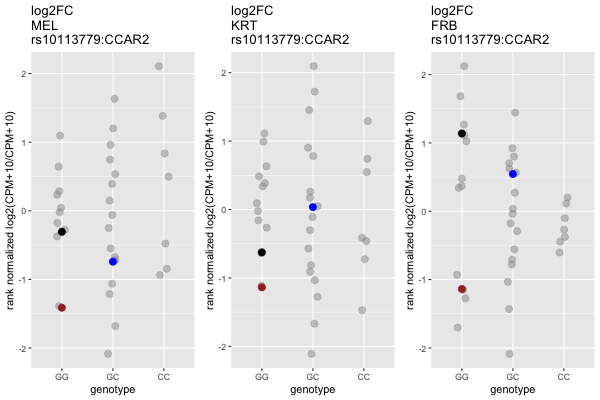 log2FC
MEL
rs10113779:CCAR2
rank normalized log2(CPM+10/CPM+10)
2
1
0
-1
-2
GG
GC
CC
genotype
log2FC
KRT
rs10113779:CCAR2
rank normalized log2(CPM+10/CPM+10)
2
1
0
-1
-2
GG
GC
CC
genotype
log2FC
FRB
rs10113779:CCAR2
rank normalized log2(CPM+10/CPM+10)
2
1
0
-1
-2
GG
GC
CC
genotype